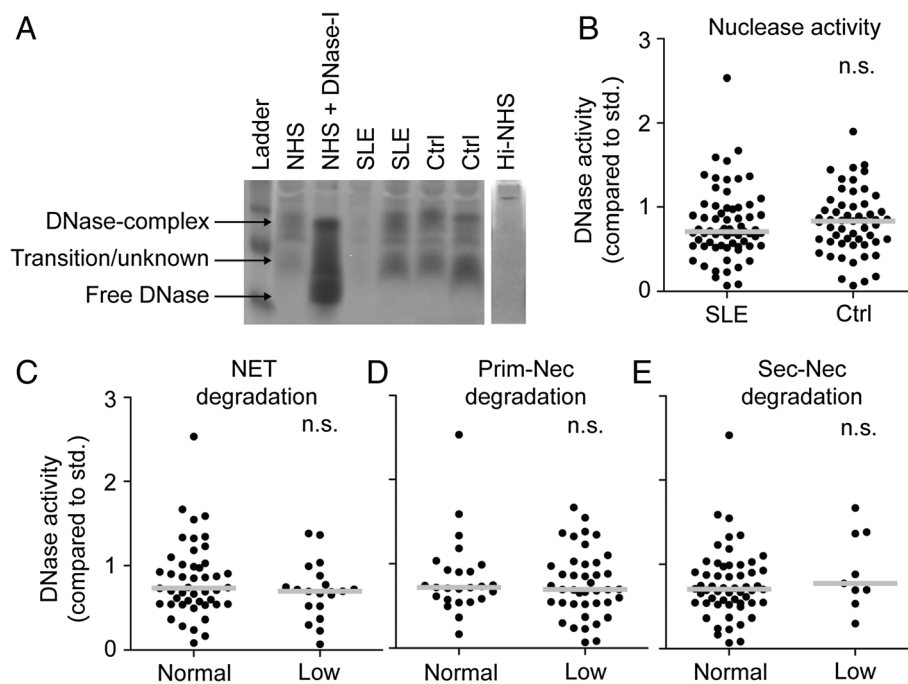 A
Ladder
NHS
NHS + DNase-I
SLE
SLE
Ctrl
Ctrl
Hi-NHS
DNase-complex
Transition/unknown
Free DNase
B
Nuclease activity
n.s.
DNase activity
(compared to std.)
3
2
1
0
SLE
Ctrl
C
NET
degradation
n.s.
DNase activity
(compared to std.)
3
2
1
0
Normal
Low
D
Prim-Nec
degradation
n.s.
Normal
Low
E
Sec-Nec
degradation
n.s.
Normal
Low